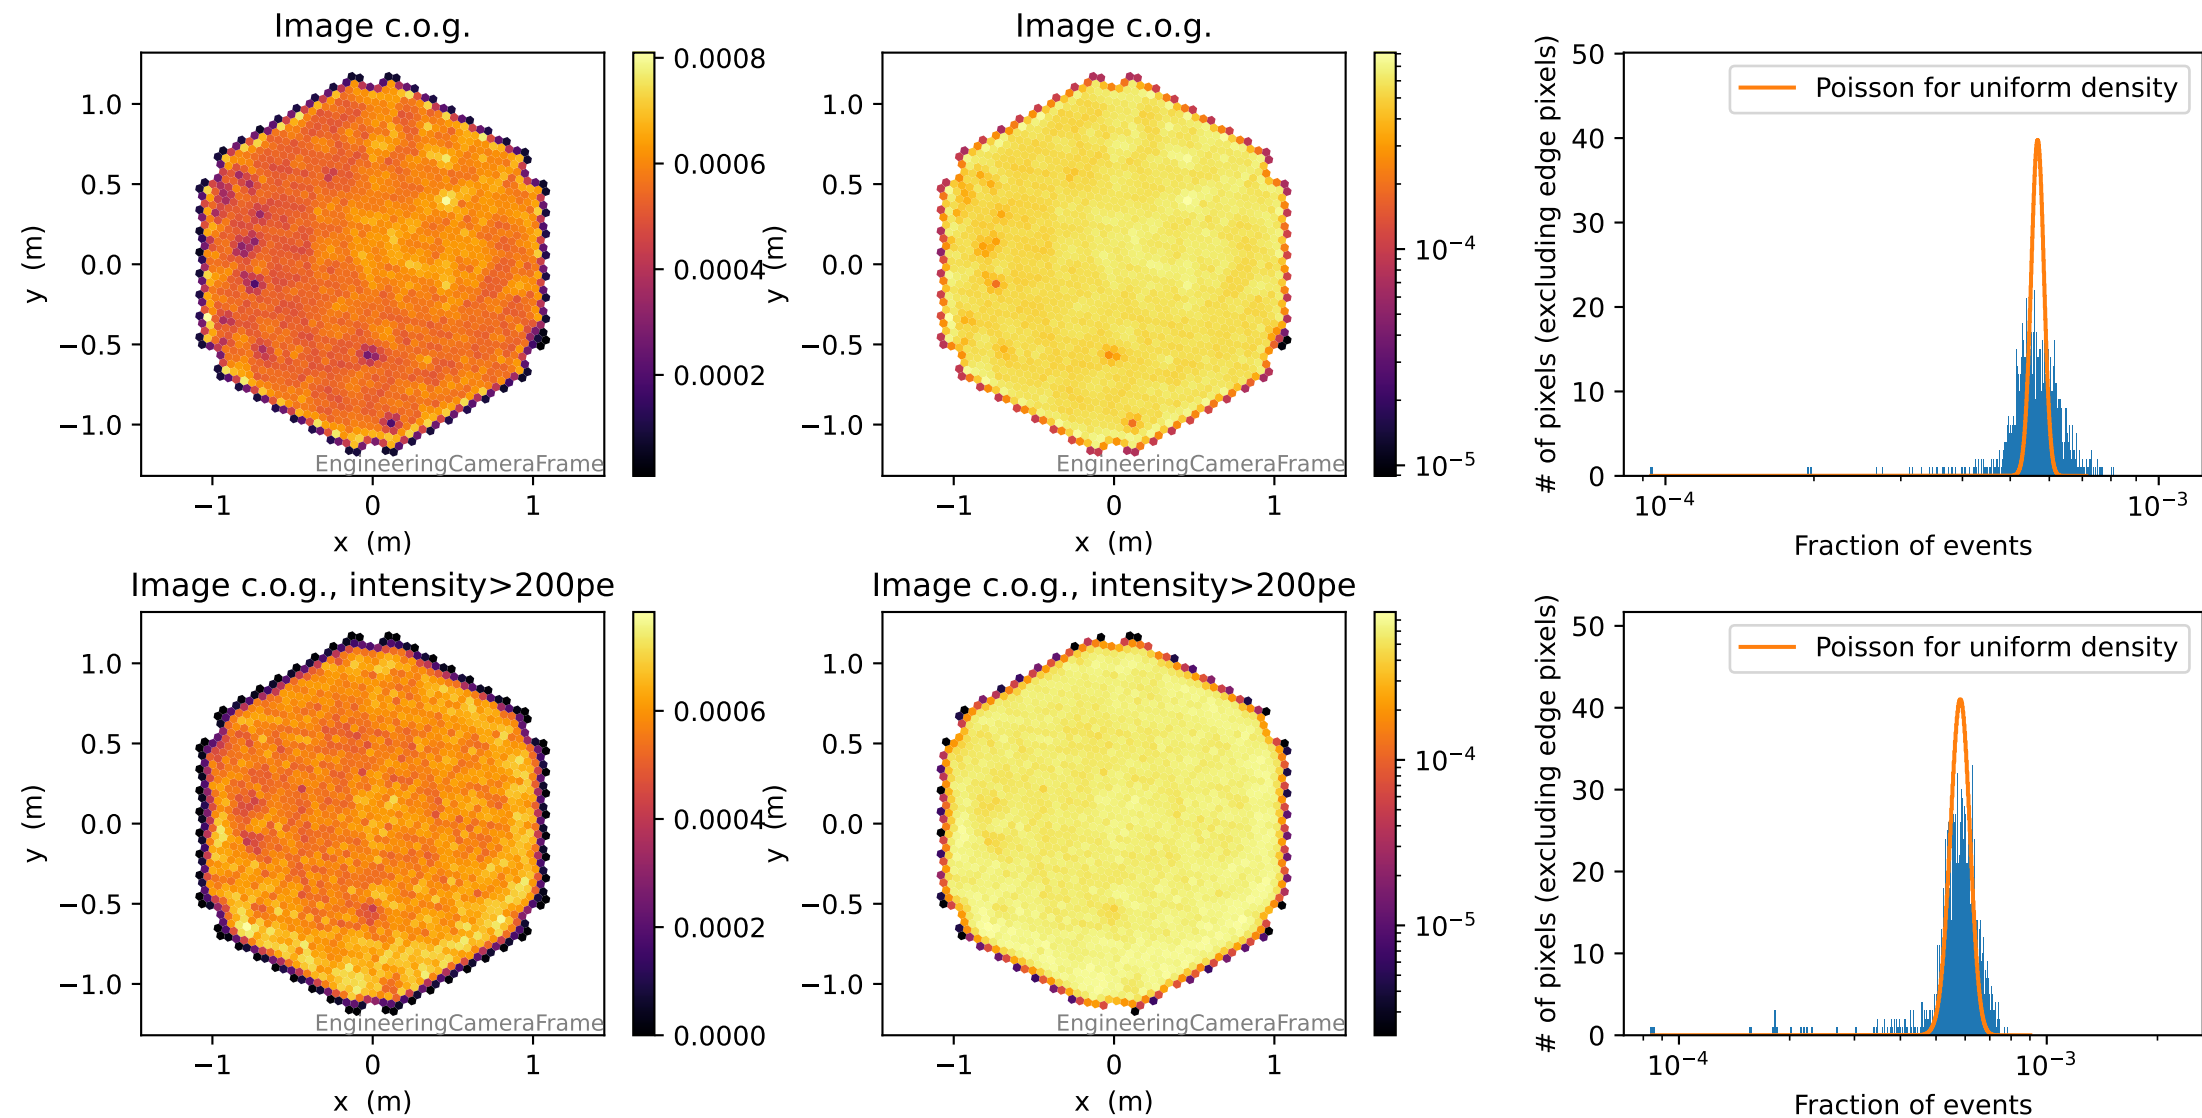 Image c.o.g.
1.0
0.5
0.0
−0.5
−1.0
y (m)
−1
0
1
x (m)
EngineeringCameraFrame
0.0008
0.0006
0.0004
0.0002
Image c.o.g.
1.0
0.5
0.0
−0.5
−1.0
y (m)
−1
0
1
x (m)
EngineeringCameraFrame
10−4
10−5
# of pixels (excluding edge pixels)
50
40
30
20
10
0
Poisson for uniform density
10−4
10−3
Fraction of events
Image c.o.g., intensity>200pe
1.0
0.5
0.0
−0.5
−1.0
y (m)
−1
0
1
x (m)
EngineeringCameraFrame
0.0006
0.0004
0.0002
0.0000
Image c.o.g., intensity>200pe
1.0
0.5
0.0
−0.5
−1.0
y (m)
−1
0
1
x (m)
EngineeringCameraFrame
10−4
10−5
# of pixels (excluding edge pixels)
50
40
30
20
10
0
Poisson for uniform density
10−4
10−3
Fraction of events